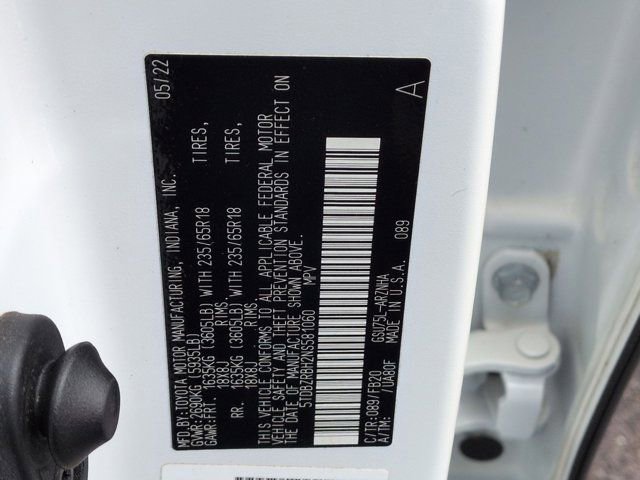 MFD. BY: TOYOTA MOTOR MANUFACTURING, INDIANA, INC. 05/22
GVWR: 2690KG (5935LB)
GAWR: FRT. 1635KG (3605LB) WITH 235/65R18 TIRES,
18X8J RIMS,
RR. 1635KG (3605LB) WITH 235/65R18 TIRES,
18X8J RIMS,
THIS VEHICLE CONFORMS TO ALL APPLICABLE FEDERAL MOTOR
VEHICLE SAFETY AND THEFT PREVENTION STANDARDS IN EFFECT ON
THE DATE OF MANUFACTURE SHOWN ABOVE.
MPV
C/TR:089/FB20 GSU75L-ARZNHA 089 A
A/TM: /UA80F MADE IN U.S.A.